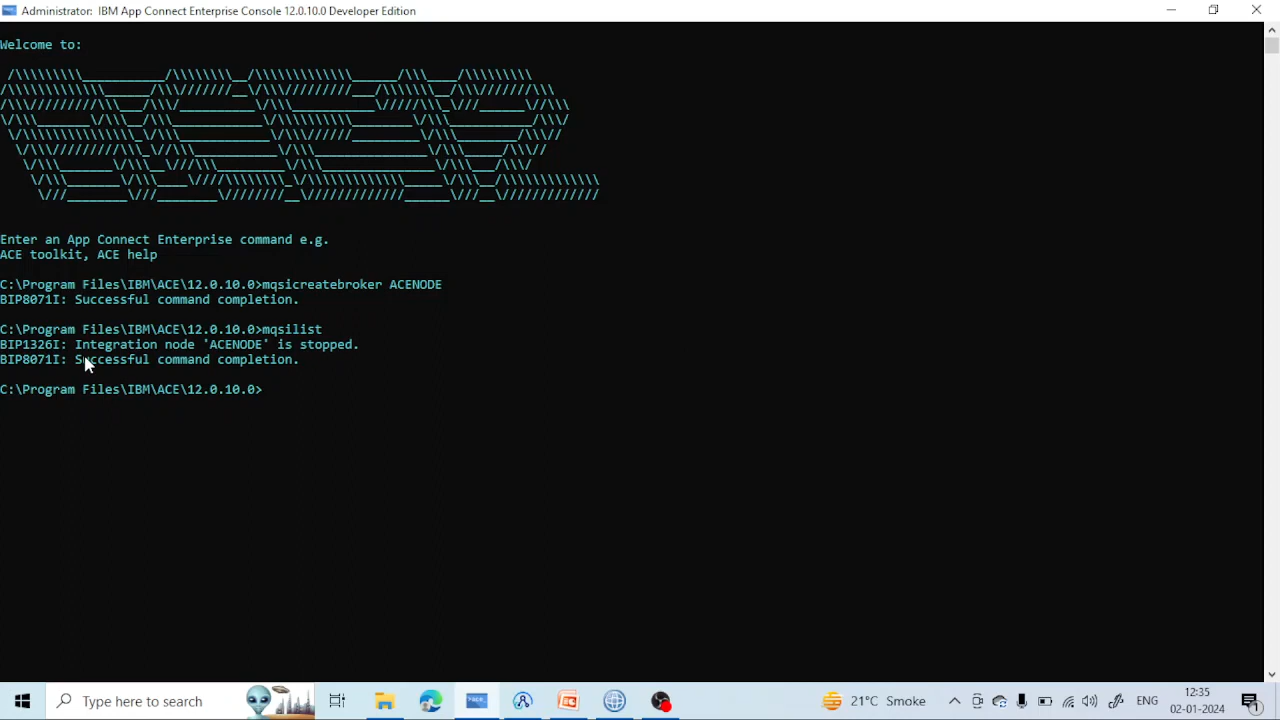 Administrator: IBM App Connect Enterprise Console 12.0.10.0 Developer Edition
Welcome to:
Enter an App Connect Enterprise command e.g.
ACE toolkit, ACE help
C:\Program Files\IBM\ACE\12.0.10.0>mqsicreatebroker ACENODE
BIP8071I: Successful command completion.
C:\Program Files\IBM\ACE\12.0.10.0>mqsilist
BIP1326I: Integration node 'ACENODE' is stopped.
BIP8071I: Successful command completion.
C:\Program Files\IBM\ACE\12.0.10.0>
Type here to search
21°C Smoke
ENG
2:35
02-01-2024
1